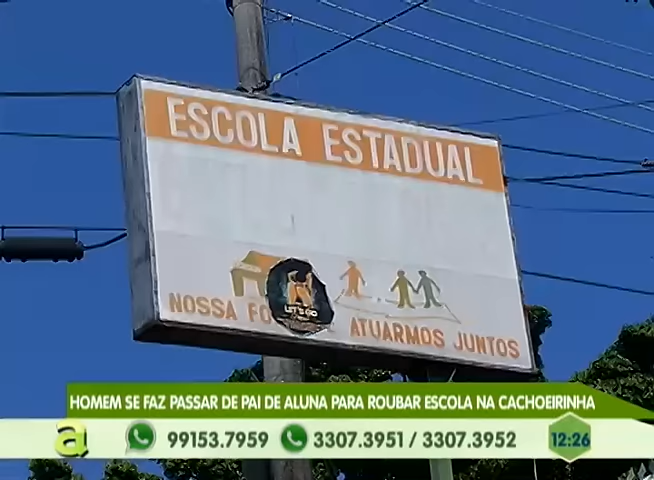 ESCOLA ESTADUAL
LET'S GO
NOSSA FO
ATUARMOS JUNTOS
HOMEM SE FAZ PASSAR DE PAI DE ALUNA PARA ROUBAR ESCOLA NA CACHOEIRINHA
a 99153.7959 3307.3951 / 3307.3952 12:26